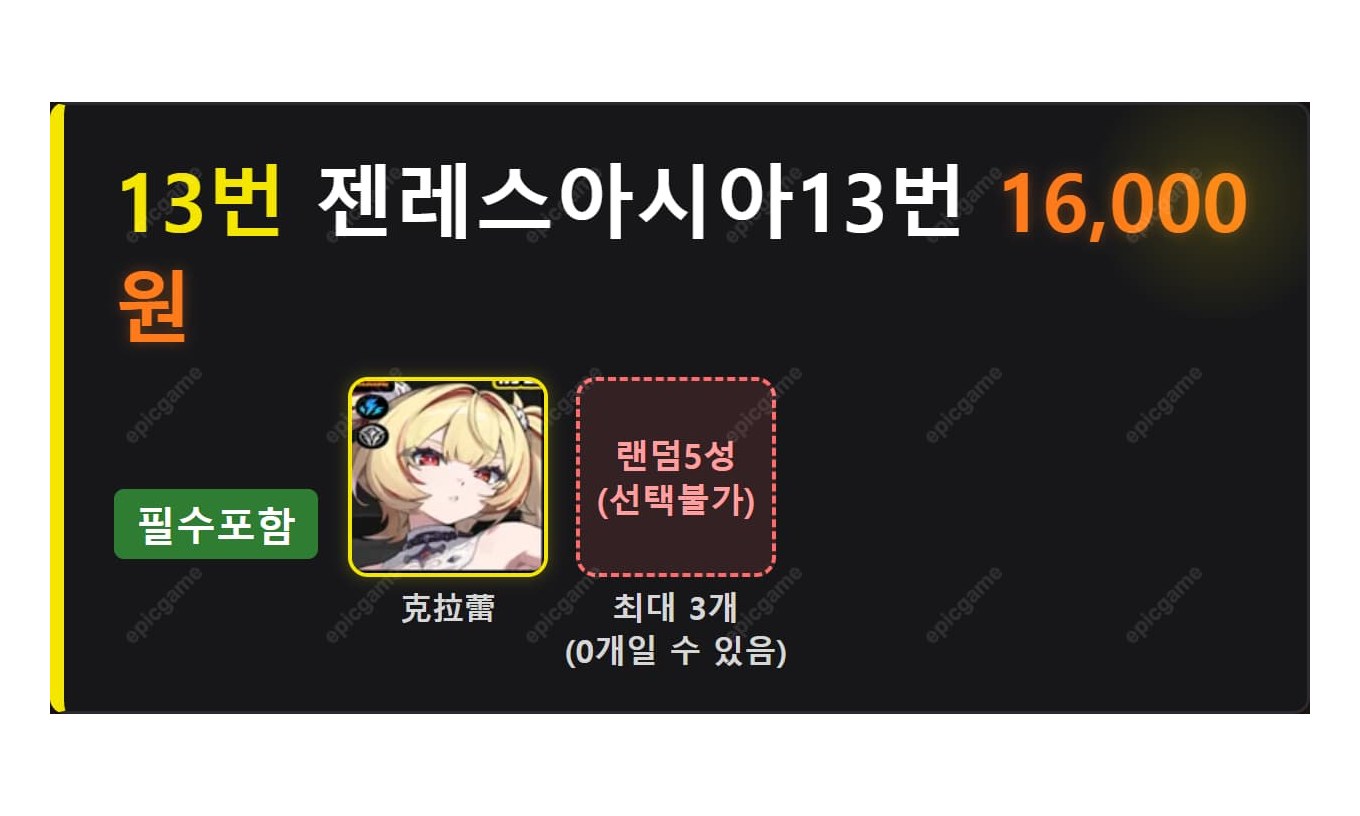 13번 젠레스아시아13번 16,000
원
필수포함
랜덤5성
(선택불가)
克拉蕾
최대 3개
(0개일 수 있음)
epicgame